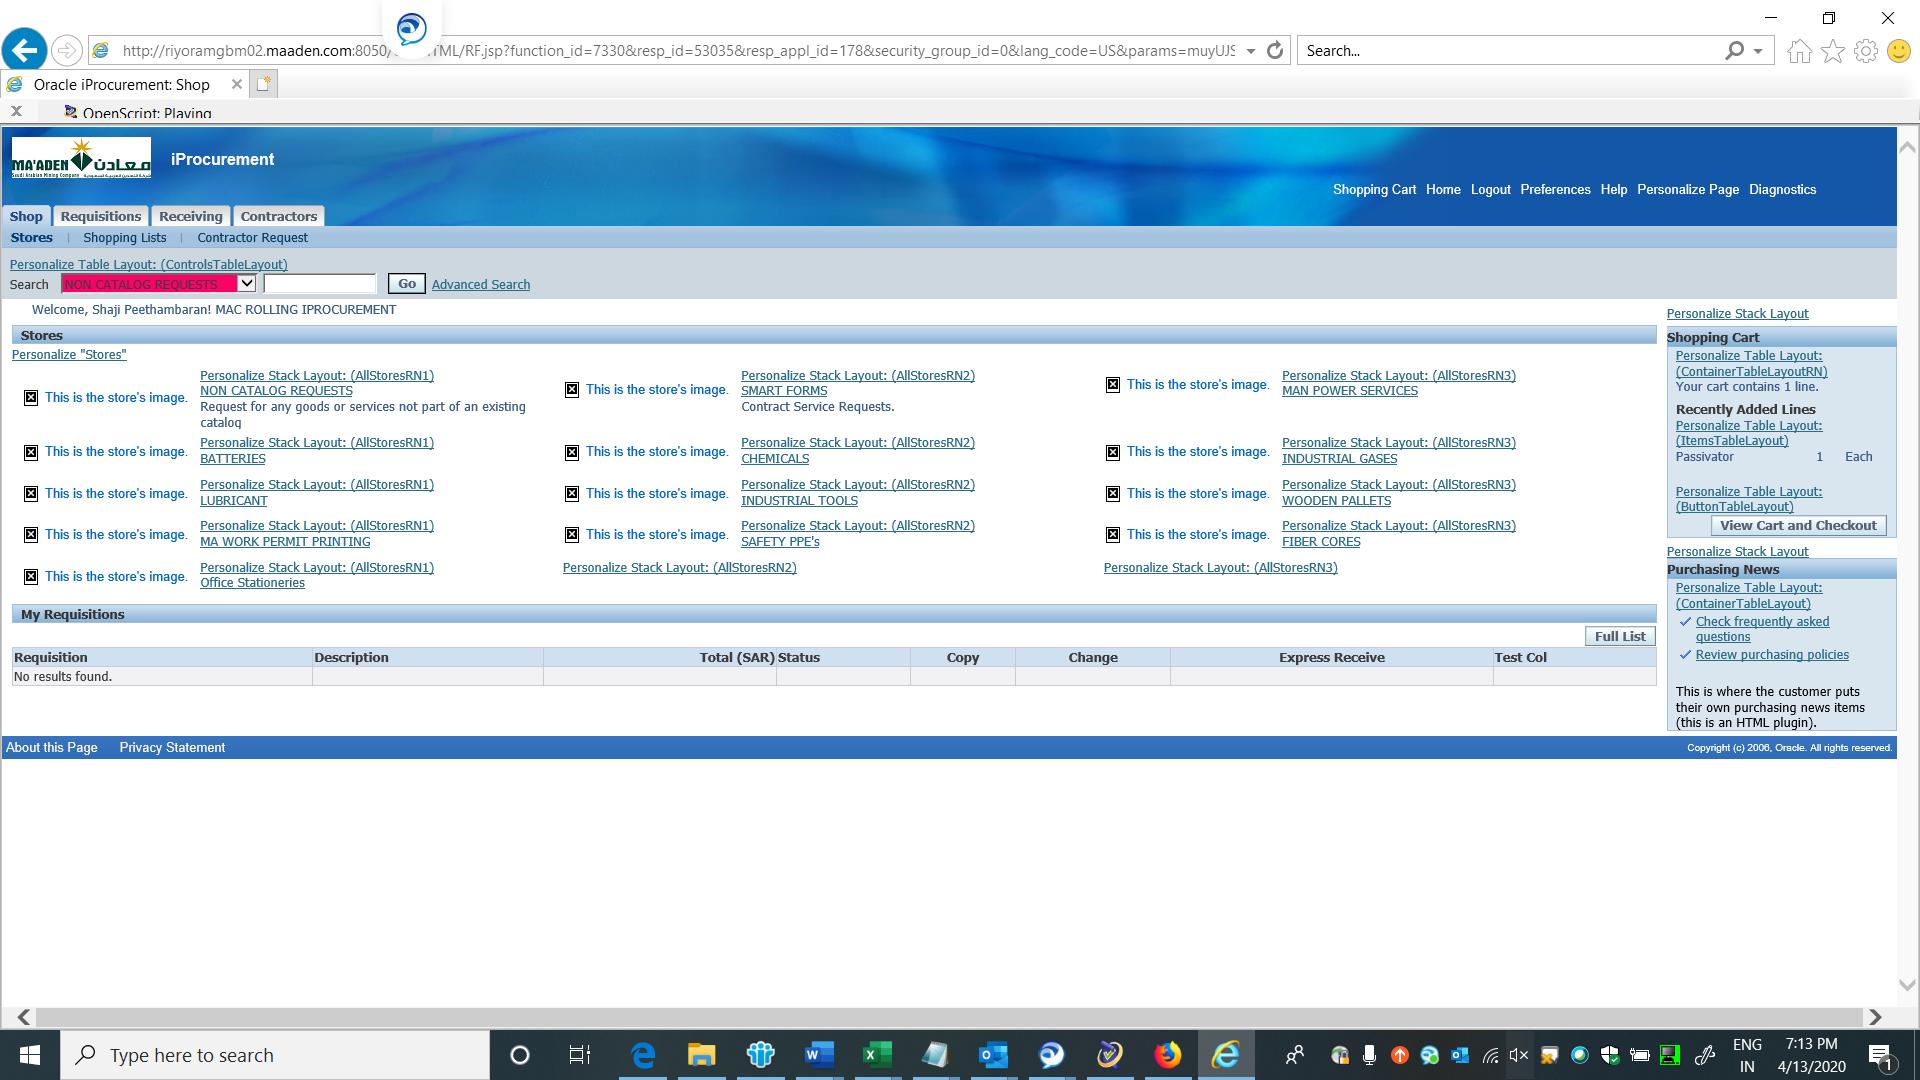 http://riyoramgbm02.maaden.com:8050/ ML/RF.jsp?function_id=7330&resp_id=53035&resp_appl_id=178&security_group_id=0&lang_code=US&params=muyUJS
Search...
Oracle iProcurement: Shop
OpenScript: Playing
MA'ADEN معادن
Saudi Arabian Mining Company
iProcurement
Shopping Cart Home Logout Preferences Help Personalize Page Diagnostics
Shop Requisitions Receiving Contractors
Stores | Shopping Lists | Contractor Request
Personalize Table Layout: (ControlsTableLayout)
Search NON CATALOG REQUESTS Go Advanced Search
Welcome, Shaji Peethambaran! MAC ROLLING IPROCUREMENT
Stores
Personalize "Stores"
This is the store's image.
Personalize Stack Layout: (AllStoresRN1)
NON CATALOG REQUESTS
Request for any goods or services not part of an existing
catalog
This is the store's image.
Personalize Stack Layout: (AllStoresRN2)
SMART FORMS
Contract Service Requests.
This is the store's image.
Personalize Stack Layout: (AllStoresRN3)
MAN POWER SERVICES
This is the store's image.
Personalize Stack Layout: (AllStoresRN1)
BATTERIES
This is the store's image.
Personalize Stack Layout: (AllStoresRN2)
CHEMICALS
This is the store's image.
Personalize Stack Layout: (AllStoresRN3)
INDUSTRIAL GASES
This is the store's image.
Personalize Stack Layout: (AllStoresRN1)
LUBRICANT
This is the store's image.
Personalize Stack Layout: (AllStoresRN2)
INDUSTRIAL TOOLS
This is the store's image.
Personalize Stack Layout: (AllStoresRN3)
WOODEN PALLETS
This is the store's image.
Personalize Stack Layout: (AllStoresRN1)
MA WORK PERMIT PRINTING
This is the store's image.
Personalize Stack Layout: (AllStoresRN2)
SAFETY PPE's
This is the store's image.
Personalize Stack Layout: (AllStoresRN3)
FIBER CORES
This is the store's image.
Personalize Stack Layout: (AllStoresRN1)
Office Stationeries
Personalize Stack Layout: (AllStoresRN2)
Personalize Stack Layout: (AllStoresRN3)
My Requisitions
Full List
Requisition Description Total (SAR) Status Copy Change Express Receive Test Col
No results found.
Personalize Stack Layout
Shopping Cart
Personalize Table Layout:
(ContainerTableLayoutRN)
Your cart contains 1 line.
Recently Added Lines
Personalize Table Layout:
(ItemsTableLayout)
Passivator 1 Each
Personalize Table Layout:
(ButtonTableLayout)
View Cart and Checkout
Personalize Stack Layout
Purchasing News
Personalize Table Layout:
(ContainerTableLayout)
Check frequently asked
questions
Review purchasing policies
This is where the customer puts
their own purchasing news items
(this is an HTML plugin).
About this Page Privacy Statement
Copyright (c) 2006, Oracle. All rights reserved.
Type here to search
ENG
IN
7:13 PM
4/13/2020
1